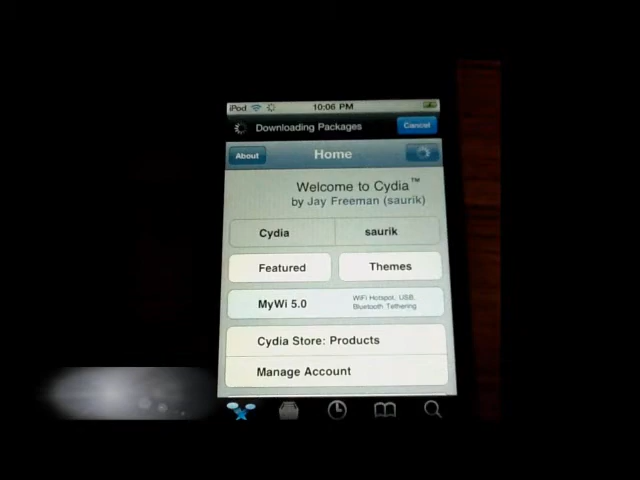 iPod 10:06 PM
Downloading Packages Cancel
About Home
Welcome to Cydia™
by Jay Freeman (saurik)
Cydia saurik
Featured Themes
MyWi 5.0 WiFi Hotspot, USB,
Bluetooth Tethering
Cydia Store: Products
Manage Account